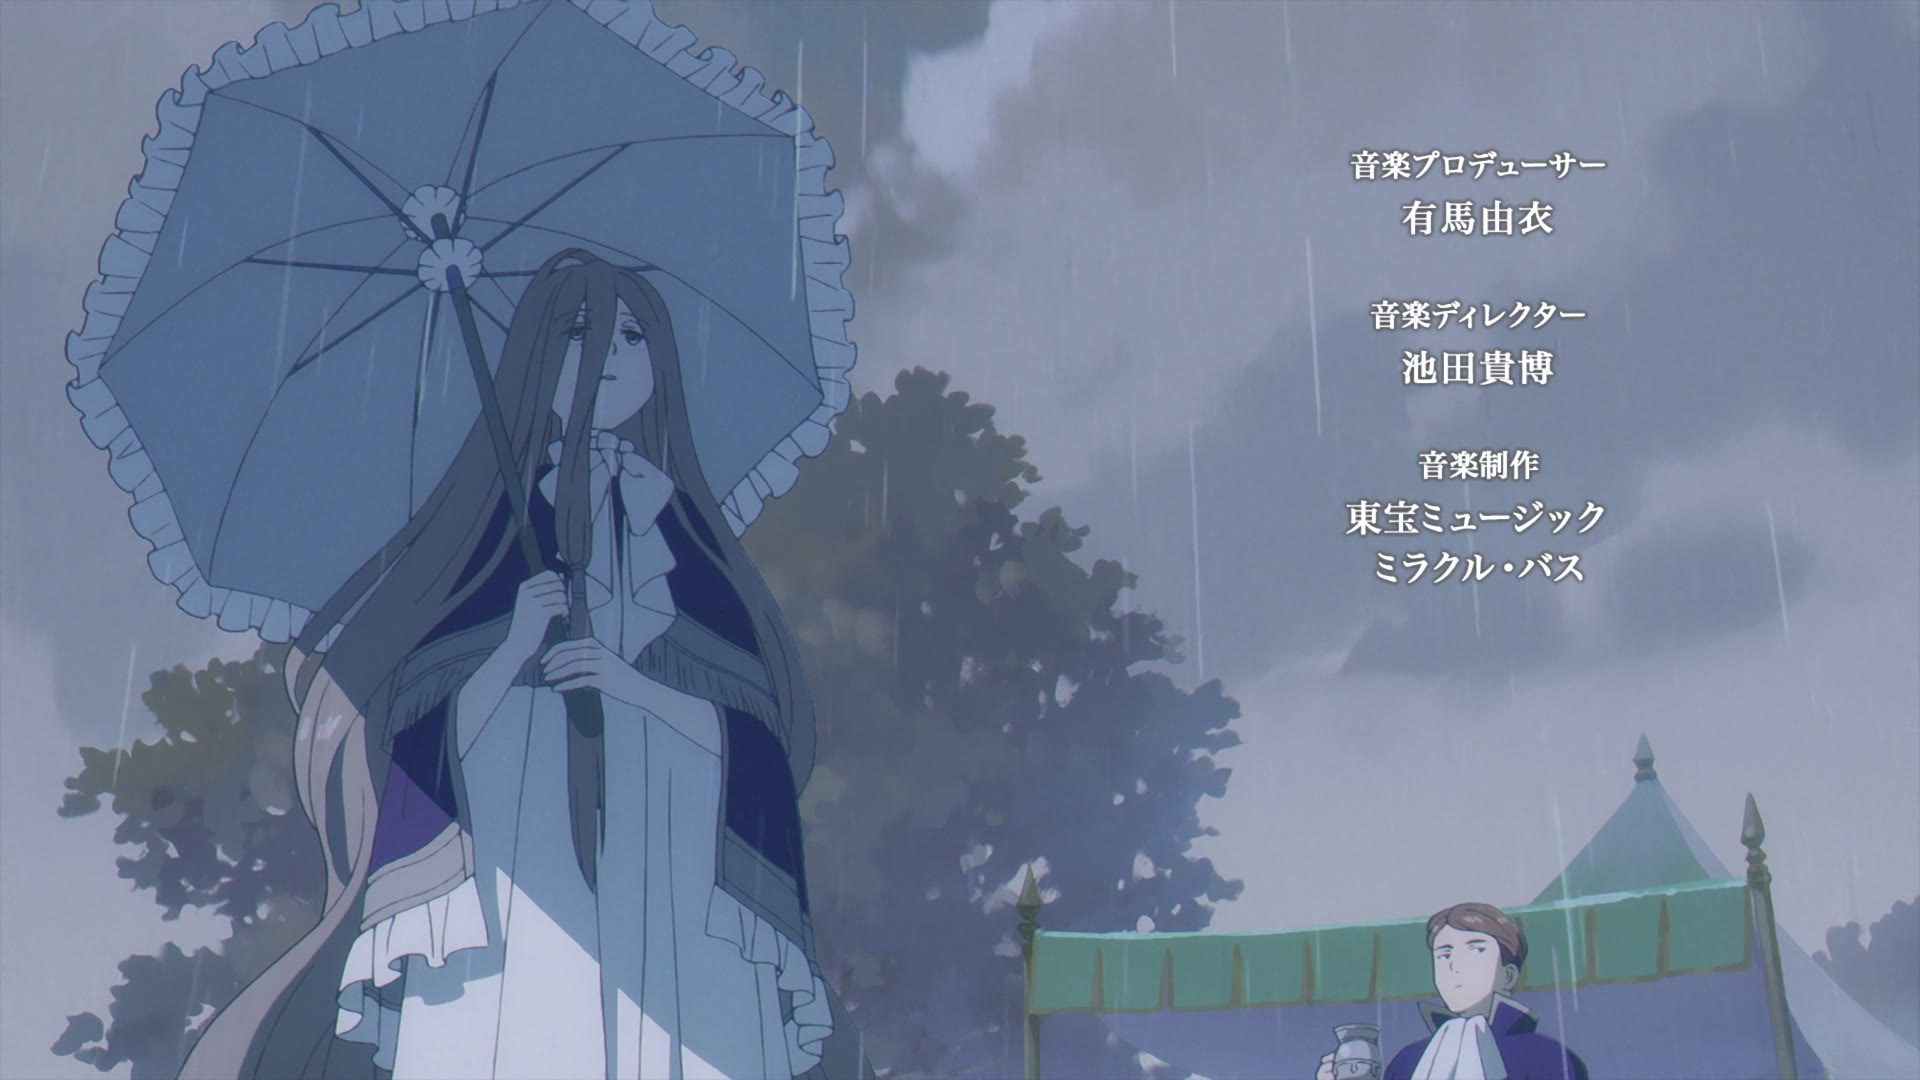 音楽プロデューサー
有馬由衣
音楽ディレクター
池田貴博
音楽制作
東宝ミュージック
ミラクル・バス